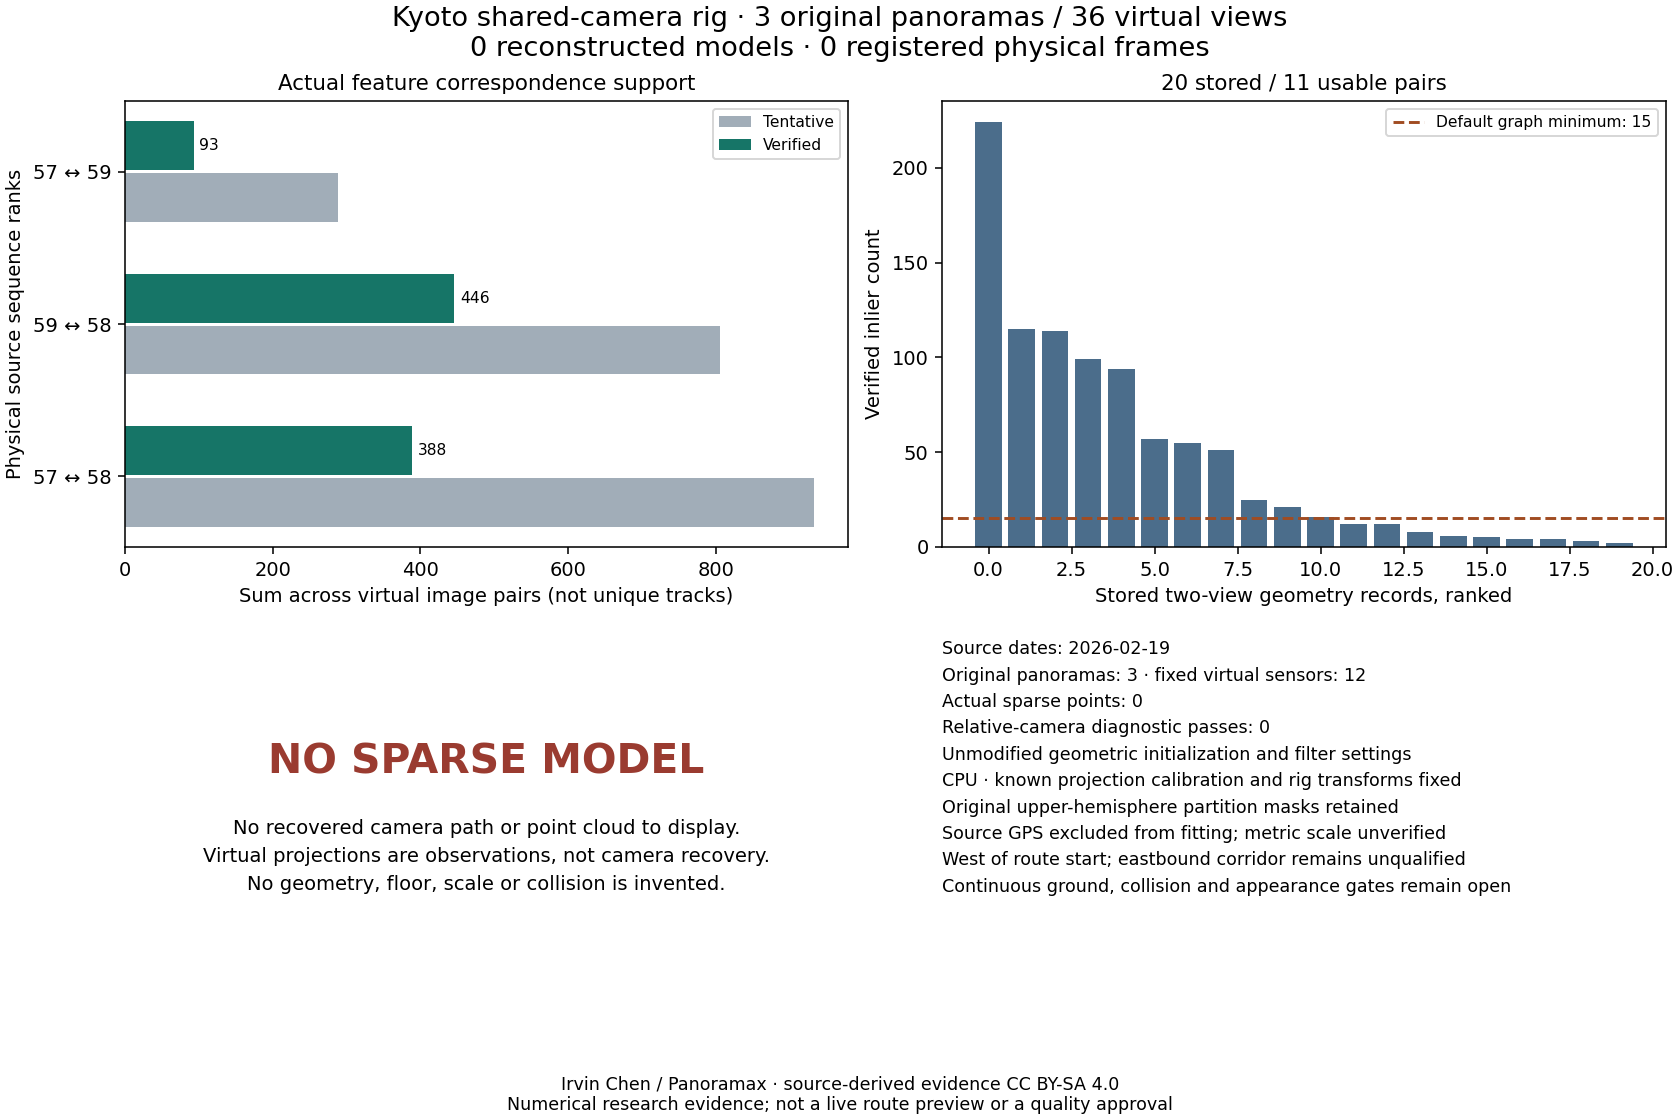 Kyoto shared-camera rig · 3 original panoramas / 36 virtual views
0 reconstructed models · 0 registered physical frames
Actual feature correspondence support
Tentative
Verified
93
446
388
57 ↔ 59
59 ↔ 58
57 ↔ 58
Physical source sequence ranks
0 200 400 600 800
Sum across virtual image pairs (not unique tracks)
20 stored / 11 usable pairs
Default graph minimum: 15
200
150
100
50
0
Verified inlier count
0.0 2.5 5.0 7.5 10.0 12.5 15.0 17.5 20.0
Stored two-view geometry records, ranked
NO SPARSE MODEL
No recovered camera path or point cloud to display.
Virtual projections are observations, not camera recovery.
No geometry, floor, scale or collision is invented.
Source dates: 2026-02-19
Original panoramas: 3 · fixed virtual sensors: 12
Actual sparse points: 0
Relative-camera diagnostic passes: 0
Unmodified geometric initialization and filter settings
CPU · known projection calibration and rig transforms fixed
Original upper-hemisphere partition masks retained
Source GPS excluded from fitting; metric scale unverified
West of route start; eastbound corridor remains unqualified
Continuous ground, collision and appearance gates remain open
Irvin Chen / Panoramax · source-derived evidence CC BY-SA 4.0
Numerical research evidence; not a live route preview or a quality approval